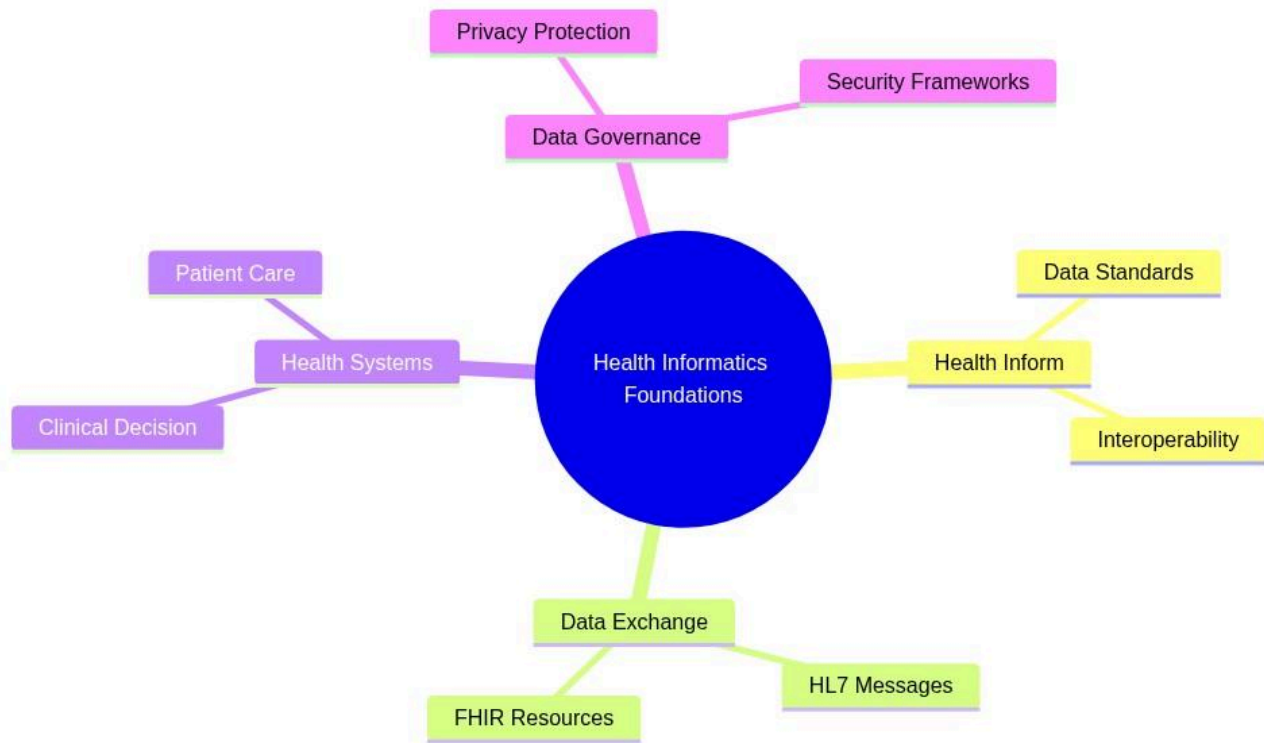 Privacy Protection
Security Frameworks
Data Governance
Patient Care
Data Standards
Health Systems
Health Informatics
Foundations
Health Inform
Clinical Decision
Interoperability
Data Exchange
HL7 Messages
FHIR Resources